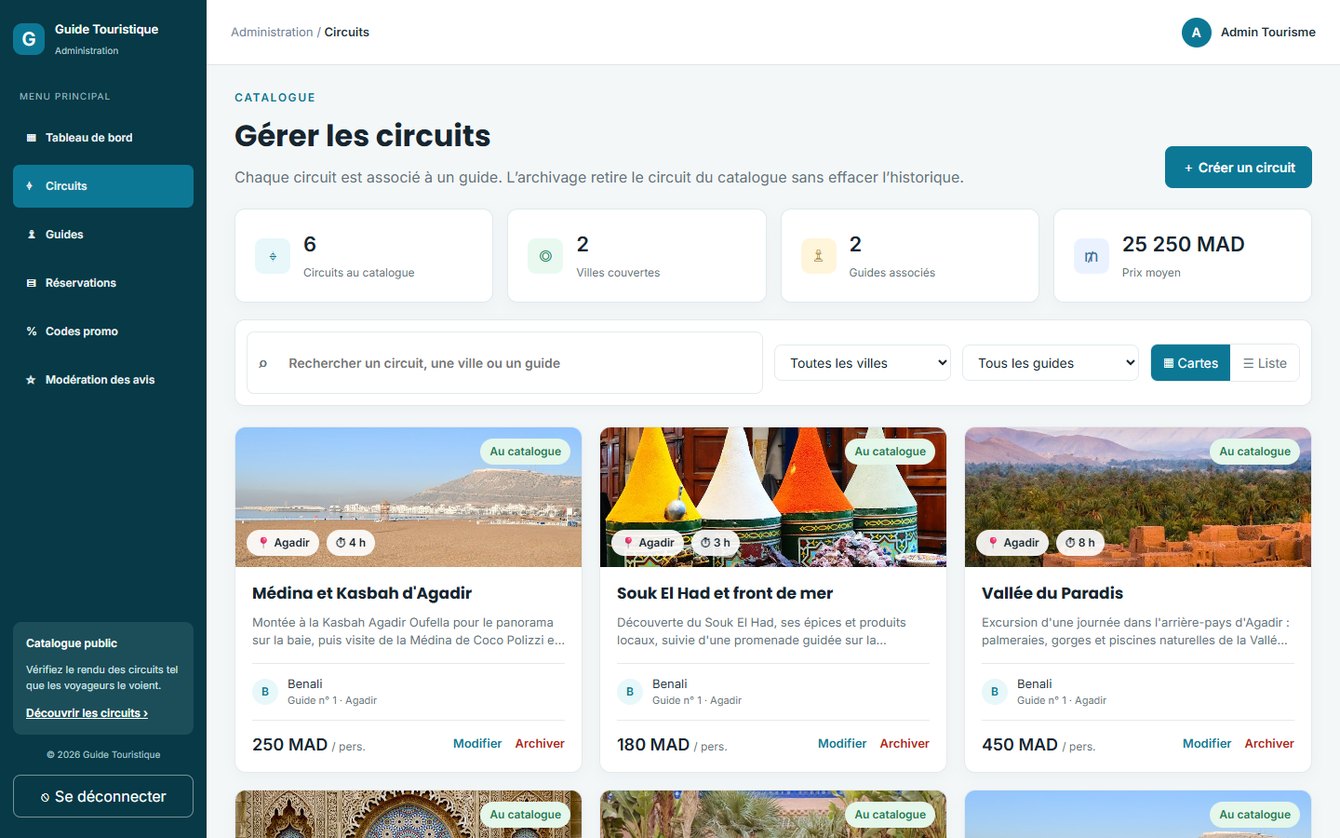 G
Guide Touristique
Administration
MENU PRINCIPAL
Tableau de bord
Circuits
Guides
Réservations
% Codes promo
Modération des avis
Catalogue public
Vérifiez le rendu des circuits tel
que les voyageurs le voient.
Découvrir les circuits ›
© 2026 Guide Touristique
Se déconnecter
Administration / Circuits
A Admin Tourisme
CATALOGUE
Gérer les circuits
Chaque circuit est associé à un guide. L’archivage retire le circuit du catalogue sans effacer l’historique.
+ Créer un circuit
6
Circuits au catalogue
2
Villes couvertes
2
Guides associés
25 250 MAD
Prix moyen
Rechercher un circuit, une ville ou un guide
Toutes les villes
Tous les guides
Cartes
☰ Liste
Au catalogue
Agadir
4 h
Médina et Kasbah d'Agadir
Montée à la Kasbah Agadir Oufella pour le panorama
sur la baie, puis visite de la Médina de Coco Polizzi e...
B
Benali
Guide n° 1 · Agadir
250 MAD / pers.
Modifier
Archiver
Au catalogue
Agadir
3 h
Souk El Had et front de mer
Découverte du Souk El Had, ses épices et produits
locaux, suivie d'une promenade guidée sur la...
B
Benali
Guide n° 1 · Agadir
180 MAD / pers.
Modifier
Archiver
Au catalogue
Agadir
8 h
Vallée du Paradis
Excursion d'une journée dans l'arrière-pays d'Agadir :
palmeraies, gorges et piscines naturelles de la Vallé...
B
Benali
Guide n° 1 · Agadir
450 MAD / pers.
Modifier
Archiver
Au catalogue
Au catalogue
Au catalogue